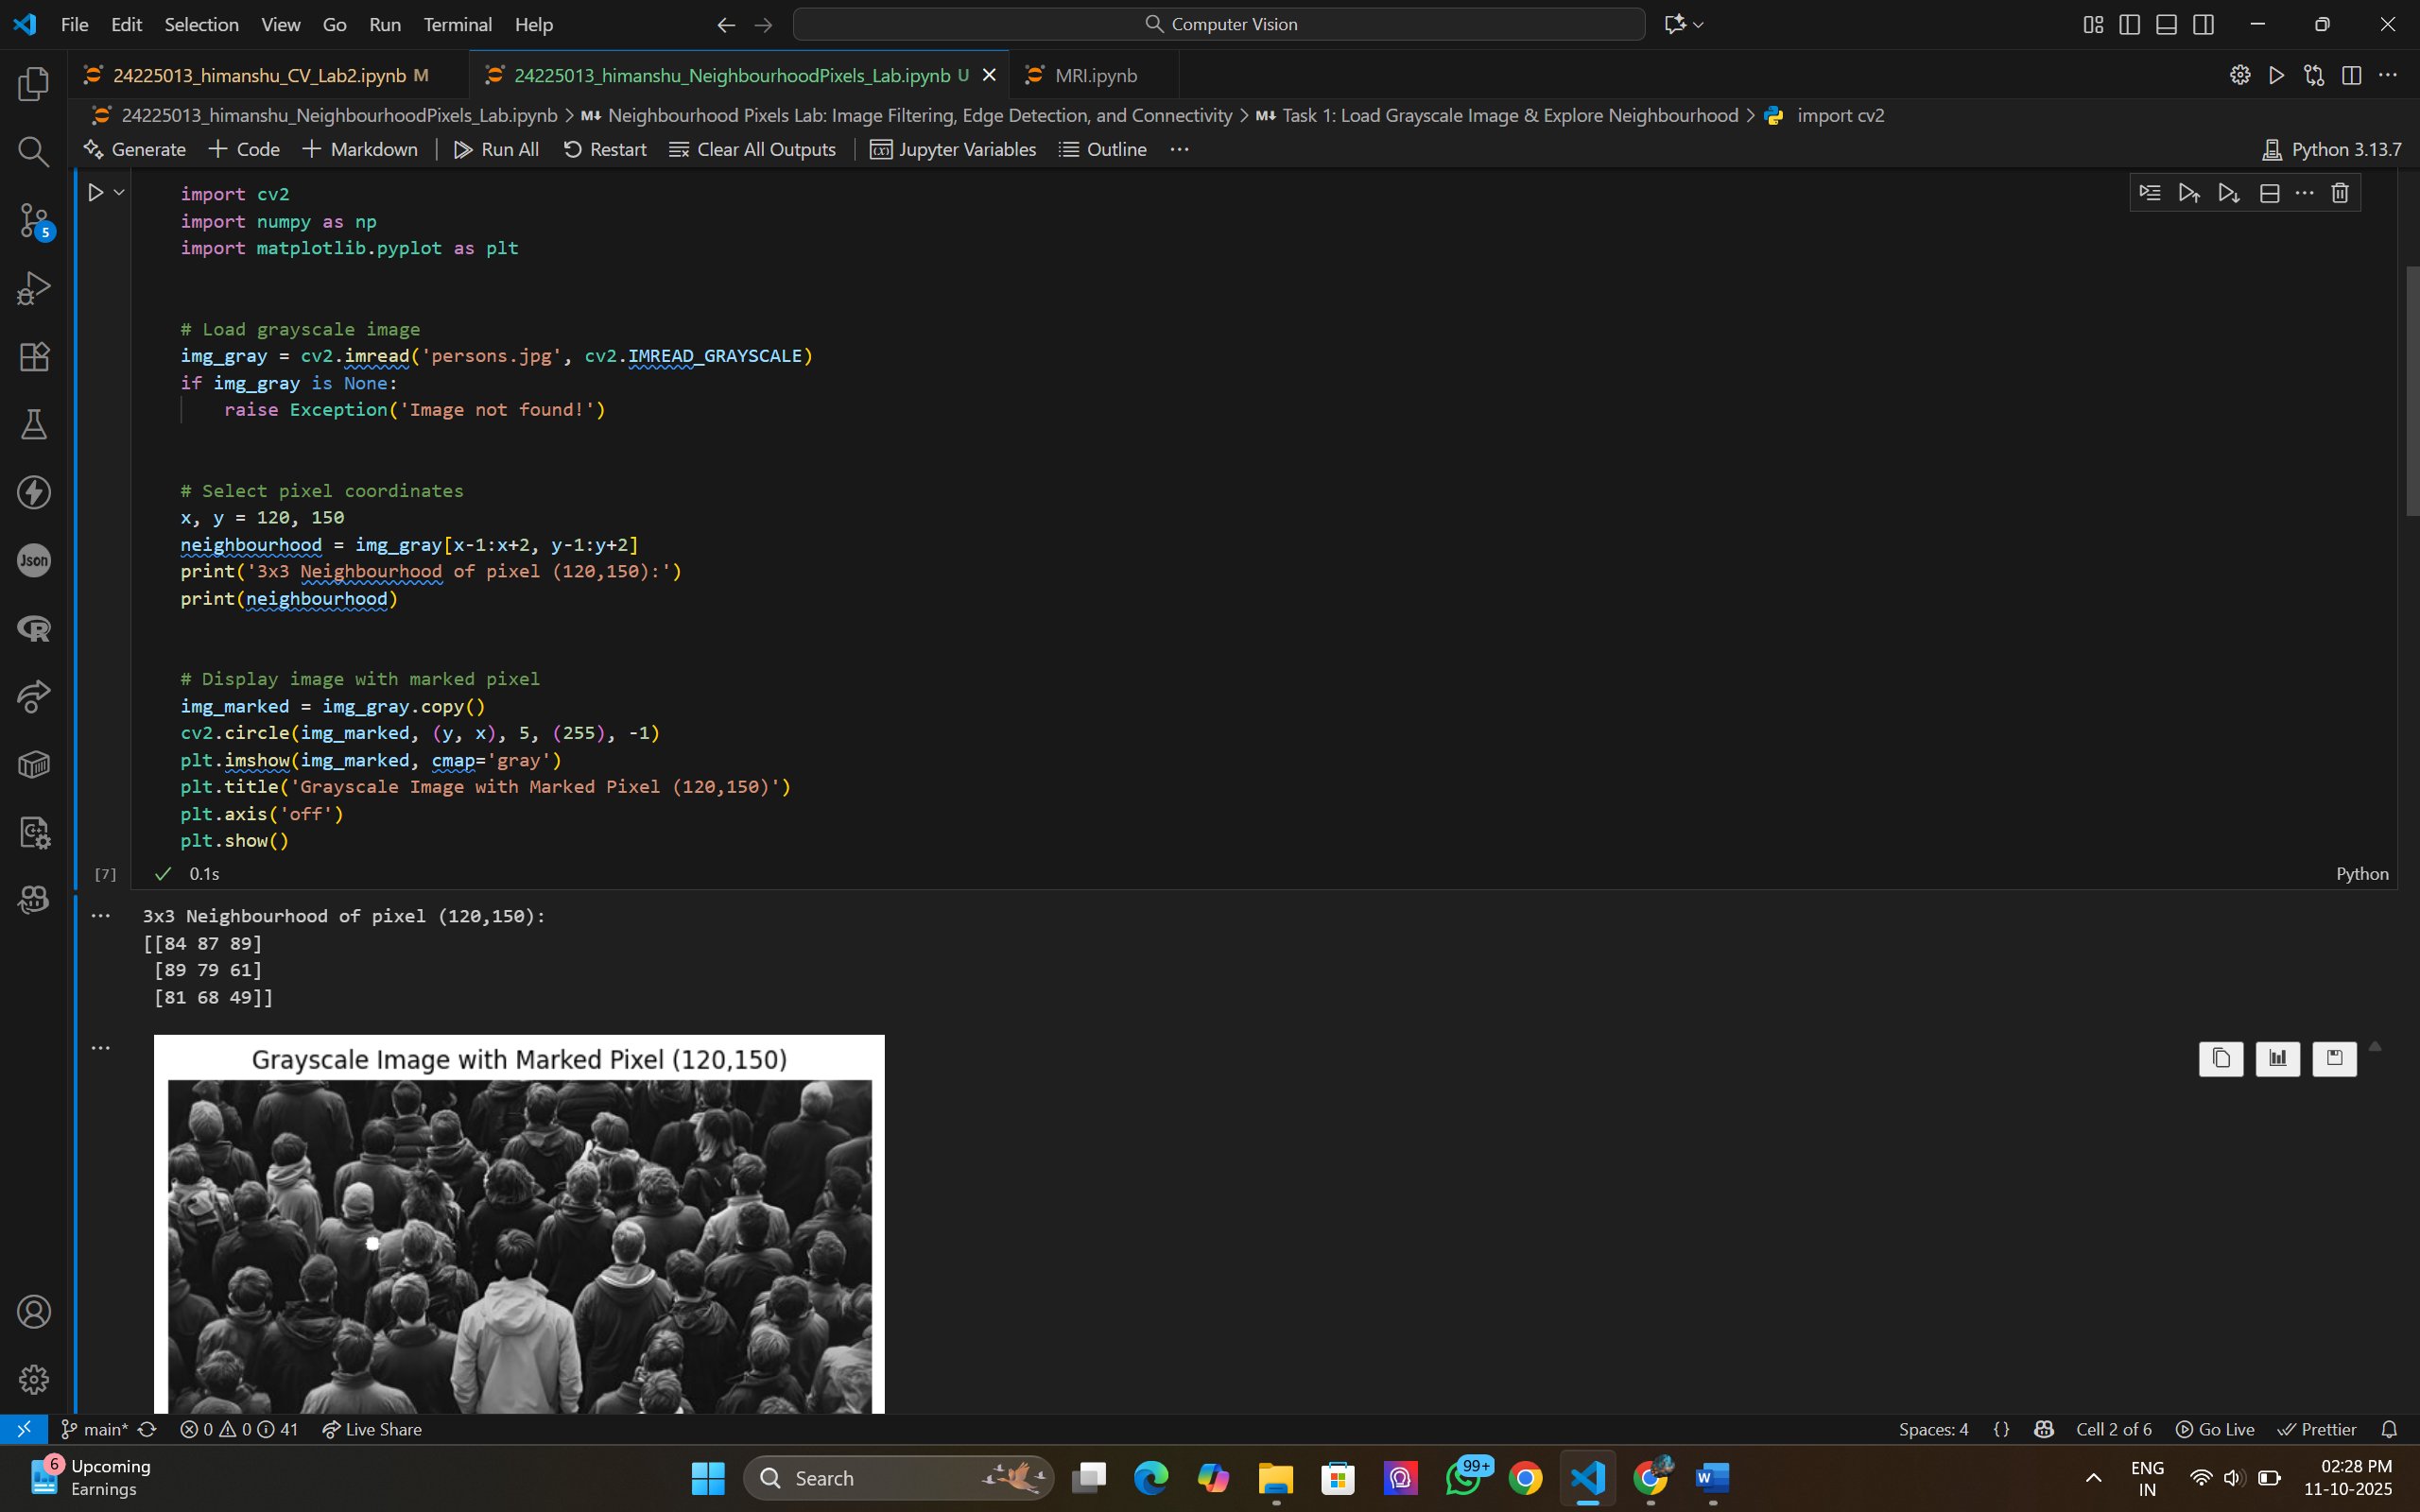 File Edit Selection View Go Run Terminal Help
Computer Vision
24225013_himanshu_CV_Lab2.ipynb M
24225013_himanshu_NeighbourhoodPixels_Lab.ipynb U
MRI.ipynb
24225013_himanshu_NeighbourhoodPixels_Lab.ipynb > M↓ Neighbourhood Pixels Lab: Image Filtering, Edge Detection, and Connectivity > M↓ Task 1: Load Grayscale Image & Explore Neighbourhood > import cv2
Generate + Code + Markdown Run All Restart Clear All Outputs Jupyter Variables Outline ...
Python 3.13.7
import cv2
import numpy as np
import matplotlib.pyplot as plt
# Load grayscale image
img_gray = cv2.imread('persons.jpg', cv2.IMREAD_GRAYSCALE)
if img_gray is None:
    raise Exception('Image not found!')
# Select pixel coordinates
x, y = 120, 150
neighbourhood = img_gray[x-1:x+2, y-1:y+2]
print('3x3 Neighbourhood of pixel (120,150):')
print(neighbourhood)
# Display image with marked pixel
img_marked = img_gray.copy()
cv2.circle(img_marked, (y, x), 5, (255), -1)
plt.imshow(img_marked, cmap='gray')
plt.title('Grayscale Image with Marked Pixel (120,150)')
plt.axis('off')
plt.show()
[7]
0.1s
Python
3x3 Neighbourhood of pixel (120,150):
[[84 87 89]
 [89 79 61]
 [81 68 49]]
Grayscale Image with Marked Pixel (120,150)
5
Json
R
C++
main* 0 0 41 Live Share
Spaces: 4 {} Cell 2 of 6 Go Live Prettier
6
Upcoming
Earnings
Search
99+
W
ENG
IN
02:28 PM
11-10-2025